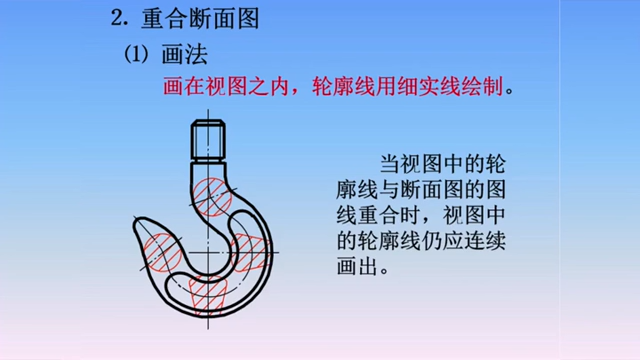 2. 重合断面图
(1) 画法
画在视图之内，轮廓线用细实线绘制。
当视图中的轮
廓线与断面图的图
线重合时，视图中
的轮廓线仍应连续
画出。